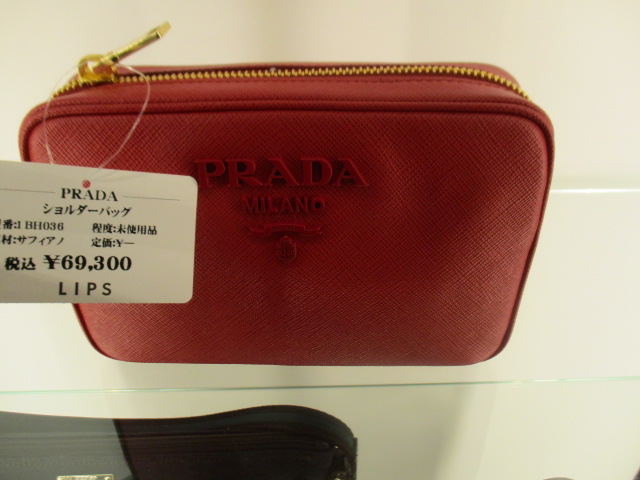 PRADA
MILANO
PRADA
ショルダーバッグ
番:1BH036 程度:未使用品
材:サフィアノ 定価:¥―
税込 ¥69,300
LIPS